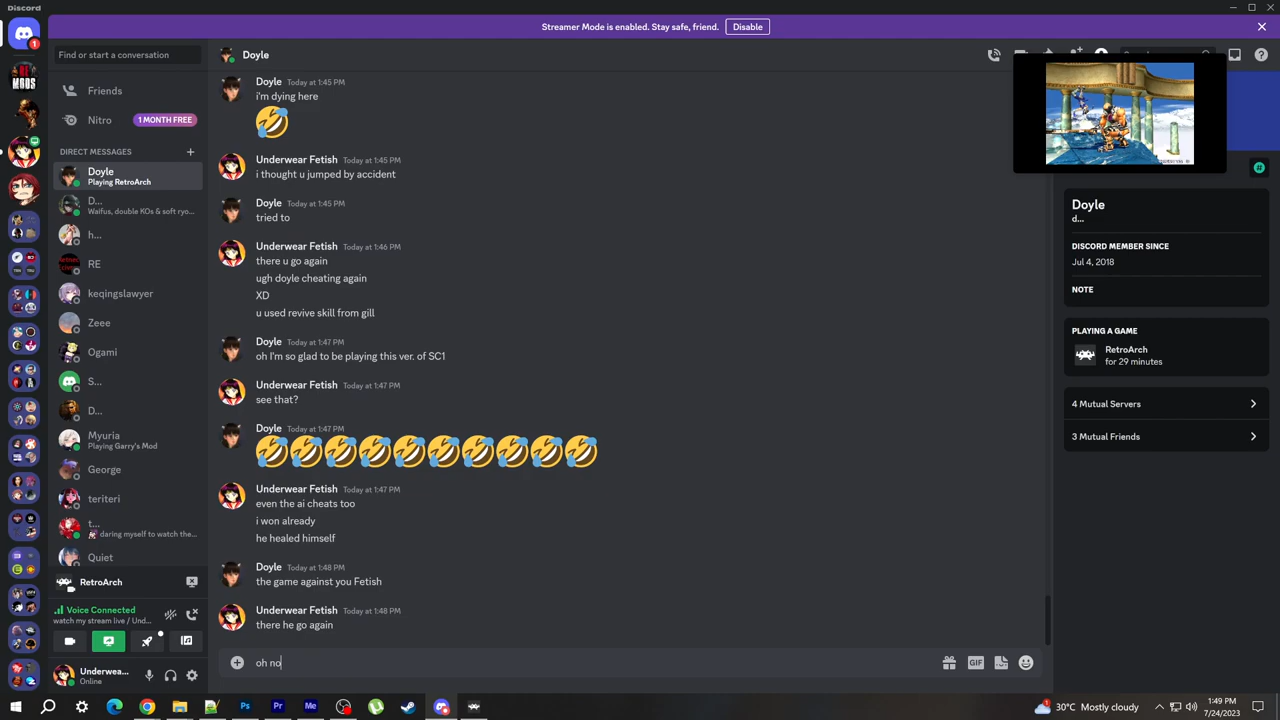 Discord
Streamer Mode is enabled. Stay safe, friend.
Disable
1
Find or start a conversation
Friends
Nitro
1 MONTH FREE
DIRECT MESSAGES
Doyle
Playing RetroArch
D...
Waifus, double KOs & soft ryo...
h...
RE
keqingslawyer
Zeee
Ogami
S...
D...
Myuria
Playing Garry's Mod
George
teriteri
t...
daring myself to watch the...
Quiet
RetroArch
Voice Connected
watch my stream live / Und...
Underwea...
Online
Doyle
Doyle Today at 1:45 PM
i'm dying here
Underwear Fetish Today at 1:45 PM
i thought u jumped by accident
Doyle Today at 1:45 PM
tried to
Underwear Fetish Today at 1:46 PM
there u go again
ugh doyle cheating again
XD
u used revive skill from gill
Doyle Today at 1:47 PM
oh I'm so glad to be playing this ver. of SC1
Underwear Fetish Today at 1:47 PM
see that?
Doyle Today at 1:47 PM
Underwear Fetish Today at 1:47 PM
even the ai cheats too
i won already
he healed himself
Doyle Today at 1:48 PM
the game against you Fetish
Underwear Fetish Today at 1:48 PM
there he go again
oh no
GIF
Doyle
d...
DISCORD MEMBER SINCE
Jul 4, 2018
NOTE
PLAYING A GAME
RetroArch
for 29 minutes
4 Mutual Servers
3 Mutual Friends
30°C Mostly cloudy
1:49 PM
7/24/2023